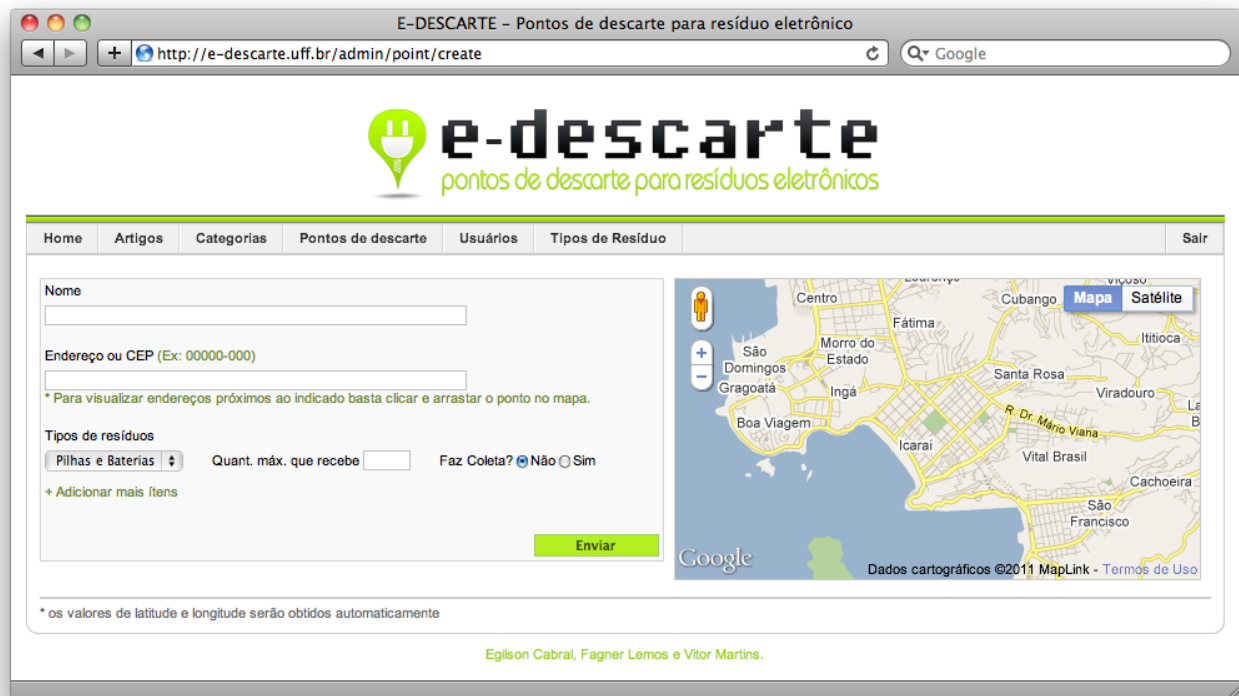 E-DESCARTE – Pontos de descarte para resíduo eletrônico
http://e-descarte.uff.br/admin/point/create
Google
e-descarte
pontos de descarte para resíduos eletrônicos
Home Artigos Categorias Pontos de descarte Usuários Tipos de Resíduo Sair
Nome
Endereço ou CEP (Ex: 00000-000)
* Para visualizar endereços próximos ao indicado basta clicar e arrastar o ponto no mapa.
Tipos de resíduos
Pilhas e Baterias Quant. máx. que recebe Faz Coleta? Não Sim
+ Adicionar mais ítens
Enviar
Viçoso
Centro
Cubango
Mapa Satélite
Fátima
Ititioca
São Domingos
Morro do Estado
Gragoatá
Ingá
Santa Rosa
Viradouro
Boa Viagem
R. Dr. Mário Viana
Icaraí
Vital Brasil
Cachoeira
São Francisco
Google
Dados cartográficos ©2011 MapLink - Termos de Uso
* os valores de latitude e longitude serão obtidos automaticamente
Egilson Cabral, Fagner Lemos e Vitor Martins.